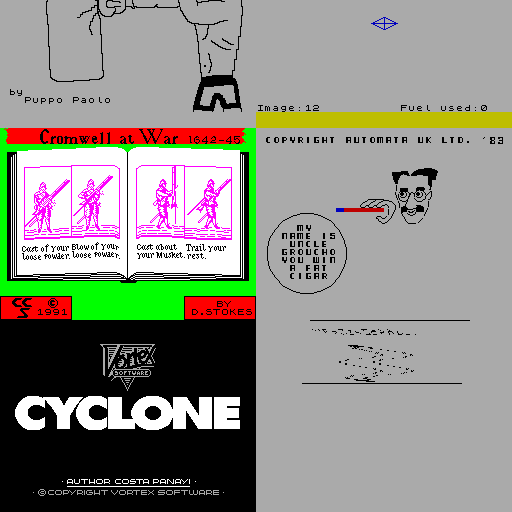 by
Puppo Paolo
Image:12 Fuel used:0
Cromwell at War 1642-45
Cast of your loose powder.
Blow of your loose powder.
Cast about your Musket.
Trail your rest.
CCS © 1991
BY
D.STOKES
COPYRIGHT AUTOMATA UK LTD. '83
MY
NAME IS
UNCLE
GROUCHO
YOU WIN
A FAT
CIGAR
Vortex
SOFTWARE
CYCLONE
· AUTHOR COSTA PANAYI ·
· © COPYRIGHT VORTEX SOFTWARE ·